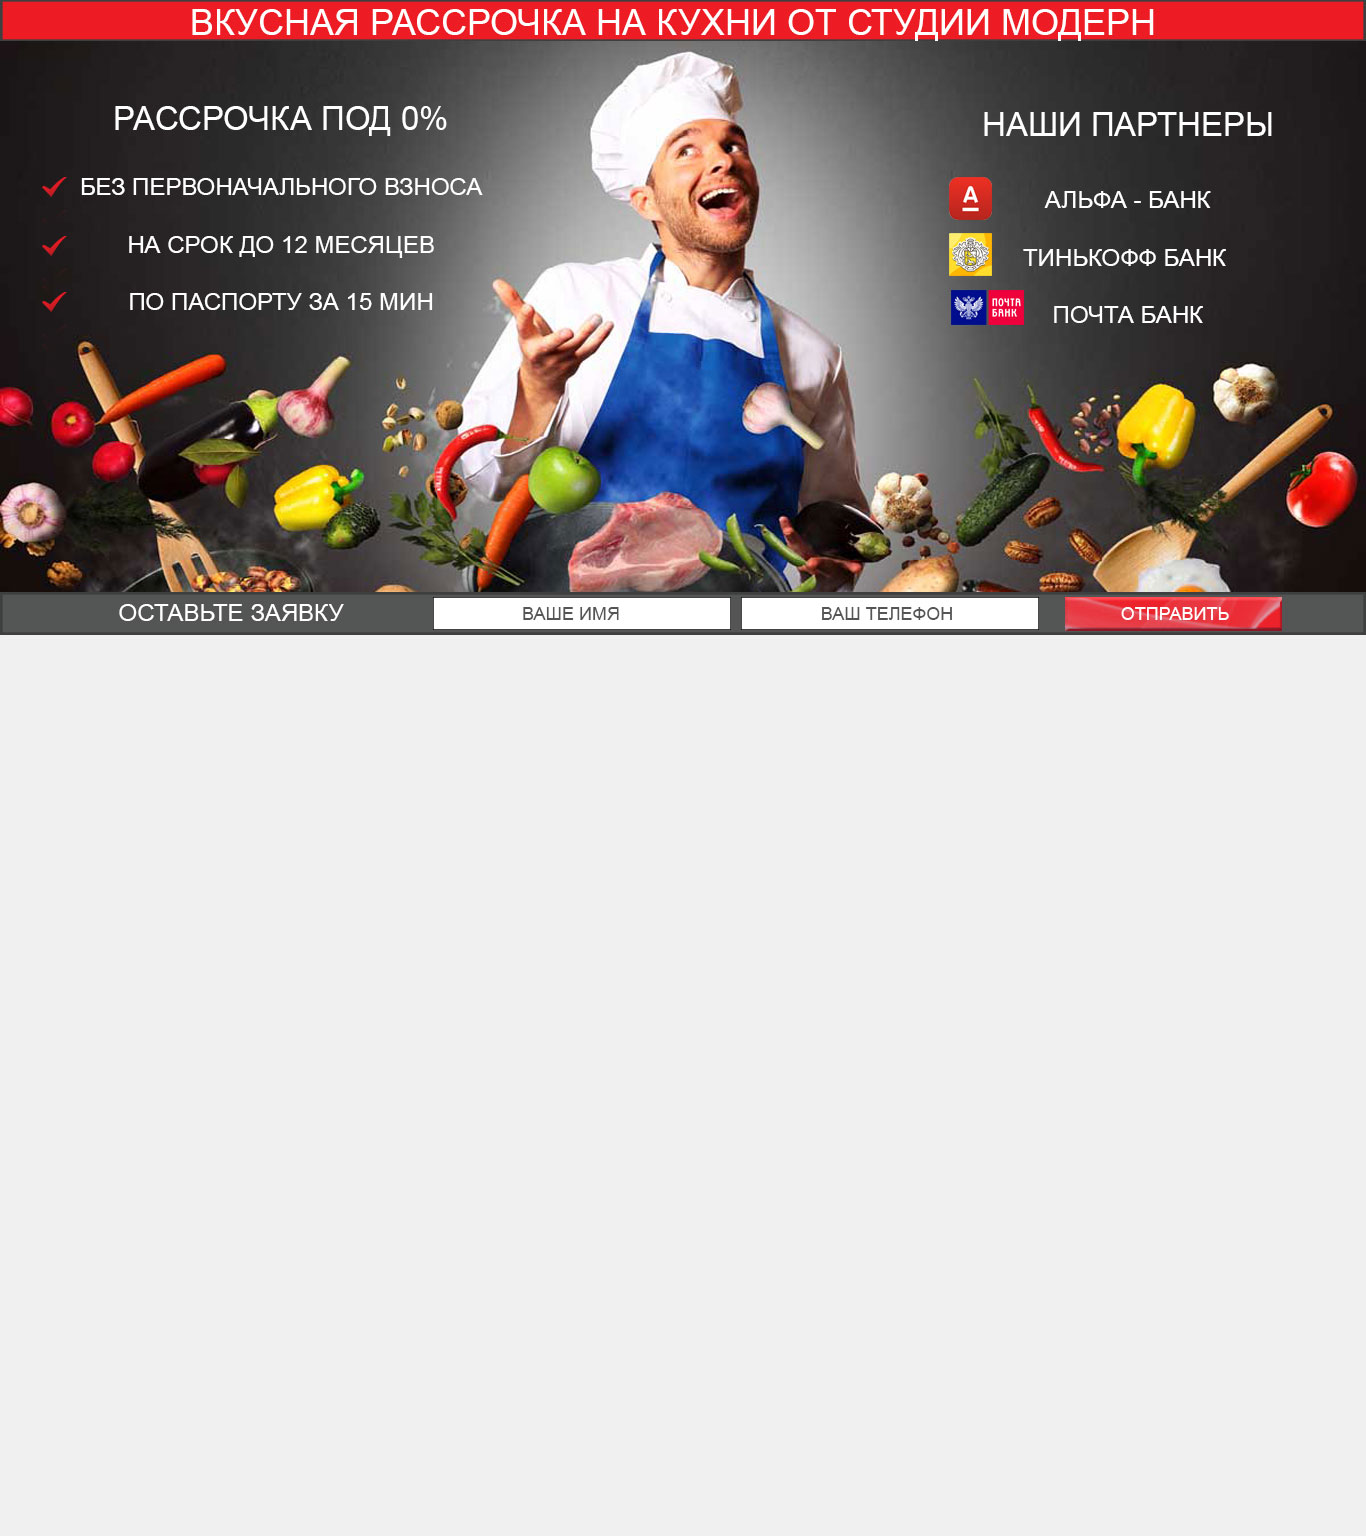 ВКУСНАЯ РАССРОЧКА НА КУХНИ ОТ СТУДИИ МОДЕРН
РАССРОЧКА ПОД 0%
БЕЗ ПЕРВОНАЧАЛЬНОГО ВЗНОСА
НА СРОК ДО 12 МЕСЯЦЕВ
ПО ПАСПОРТУ ЗА 15 МИН
НАШИ ПАРТНЕРЫ
А
АЛЬФА - БАНК
ТИНЬКОФФ БАНК
ПОЧТА
БАНК
ПОЧТА БАНК
ОСТАВЬТЕ ЗАЯВКУ
ВАШЕ ИМЯ
ВАШ ТЕЛЕФОН
ОТПРАВИТЬ